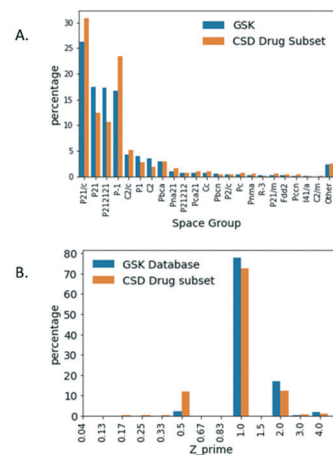 A.
GSK
CSD Drug Subset
percentage
30
25
20
15
10
5
0
P21/c
P21
P212121
P-1
C2/c
P1
C2
Pbca
Pna21
P21212
Pca21
Cc
Pbcn
P2/c
Pc
Pnma
R-3
P21/m
Fdd2
Pccn
I41/a
C2/m
Other
Space Group
B.
GSK Database
CSD Drug subset
percentage
80
70
60
50
40
30
20
10
0
0.04
0.13
0.17
0.25
0.33
0.5
0.67
0.83
1.0
1.5
2.0
3.0
4.0
Z_prime